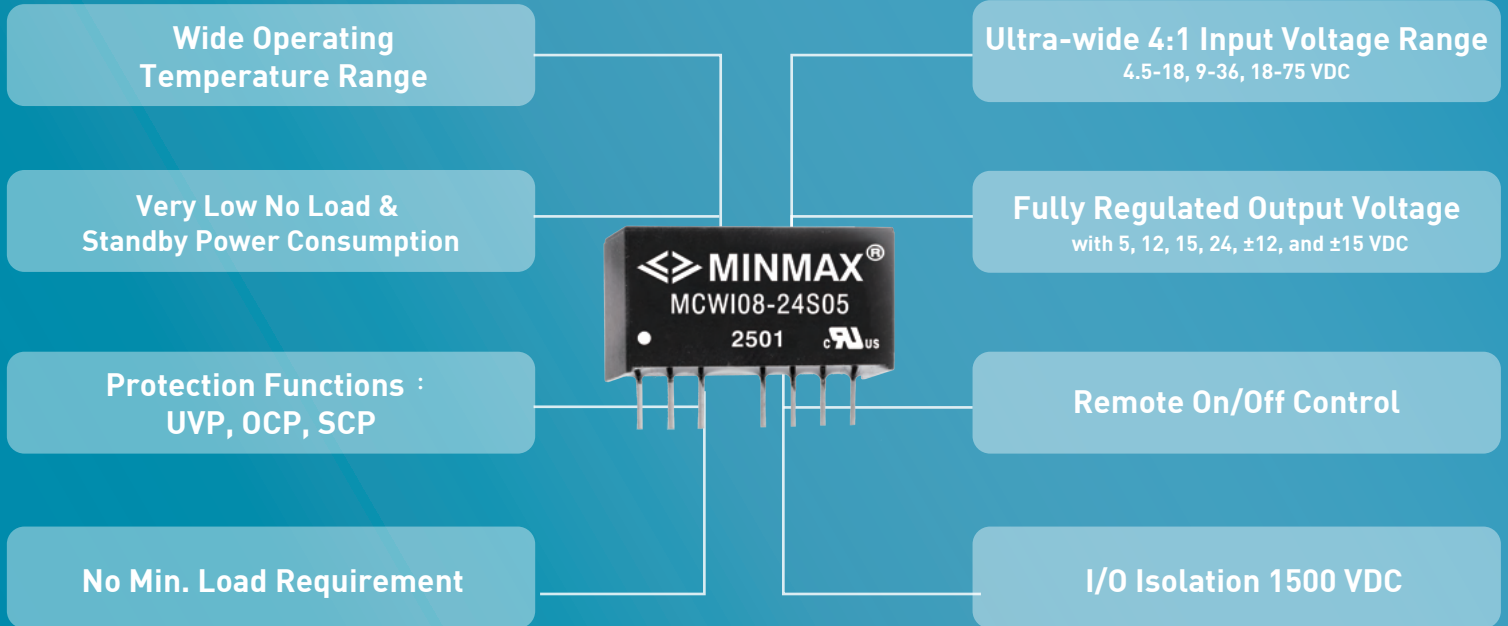 Wide Operating
Temperature Range
Ultra-wide 4:1 Input Voltage Range
4.5-18, 9-36, 18-75 VDC
Very Low No Load &
Standby Power Consumption
Fully Regulated Output Voltage
with 5, 12, 15, 24, ±12, and ±15 VDC
MINMAX®
MCWI08-24S05
2501 c RU US
Protection Functions：
UVP, OCP, SCP
Remote On/Off Control
No Min. Load Requirement
I/O Isolation 1500 VDC